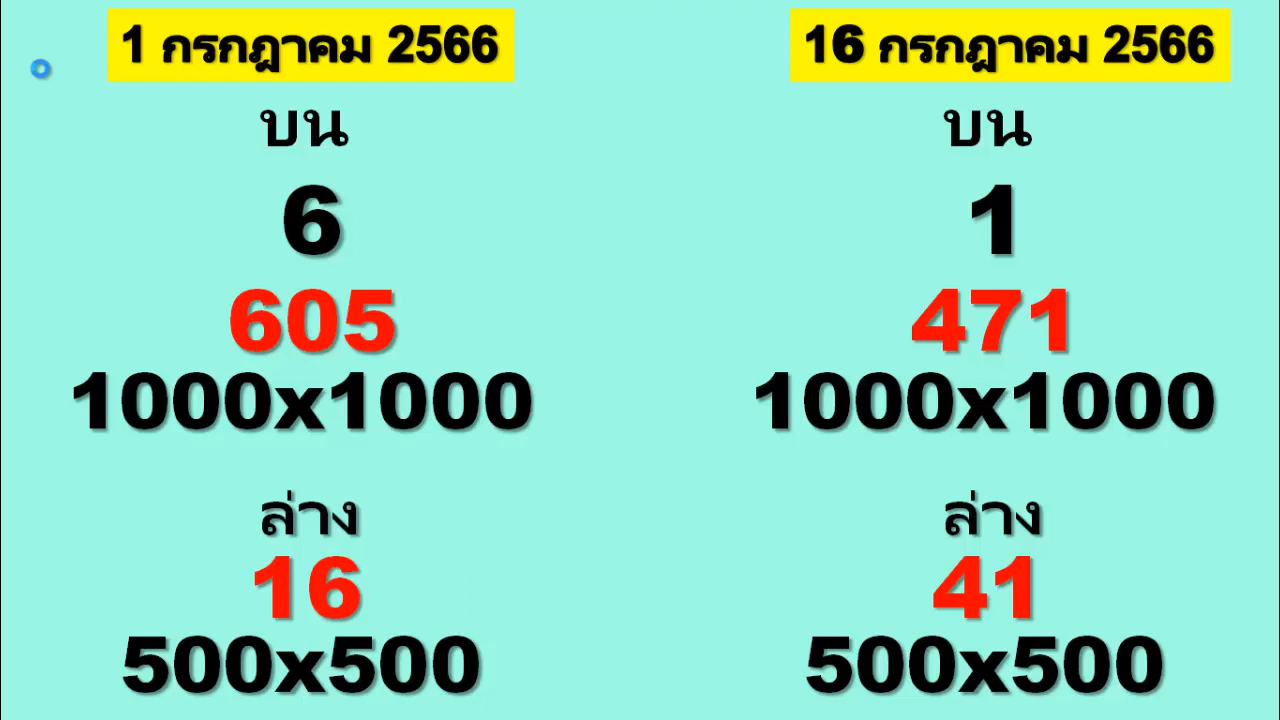 1 กรกฎาคม 2566
บน
6
605
1000x1000
ล่าง
16
500x500
16 กรกฎาคม 2566
บน
1
471
1000x1000
ล่าง
41
500x500